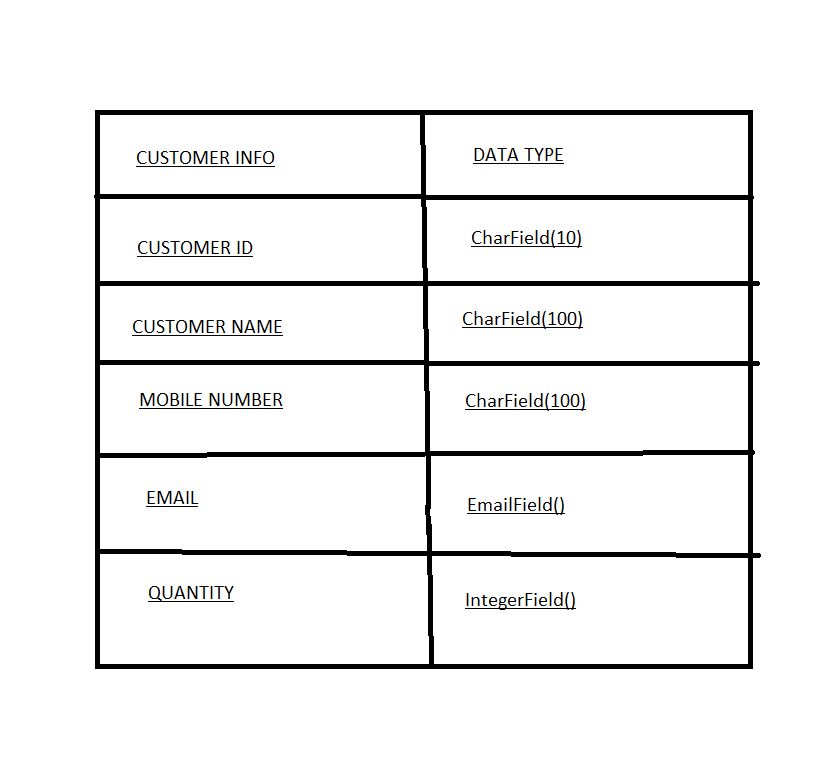 CUSTOMER INFO
DATA TYPE
CUSTOMER ID
CharField(10)
CUSTOMER NAME
CharField(100)
MOBILE NUMBER
CharField(100)
EMAIL
EmailField()
QUANTITY
IntegerField()